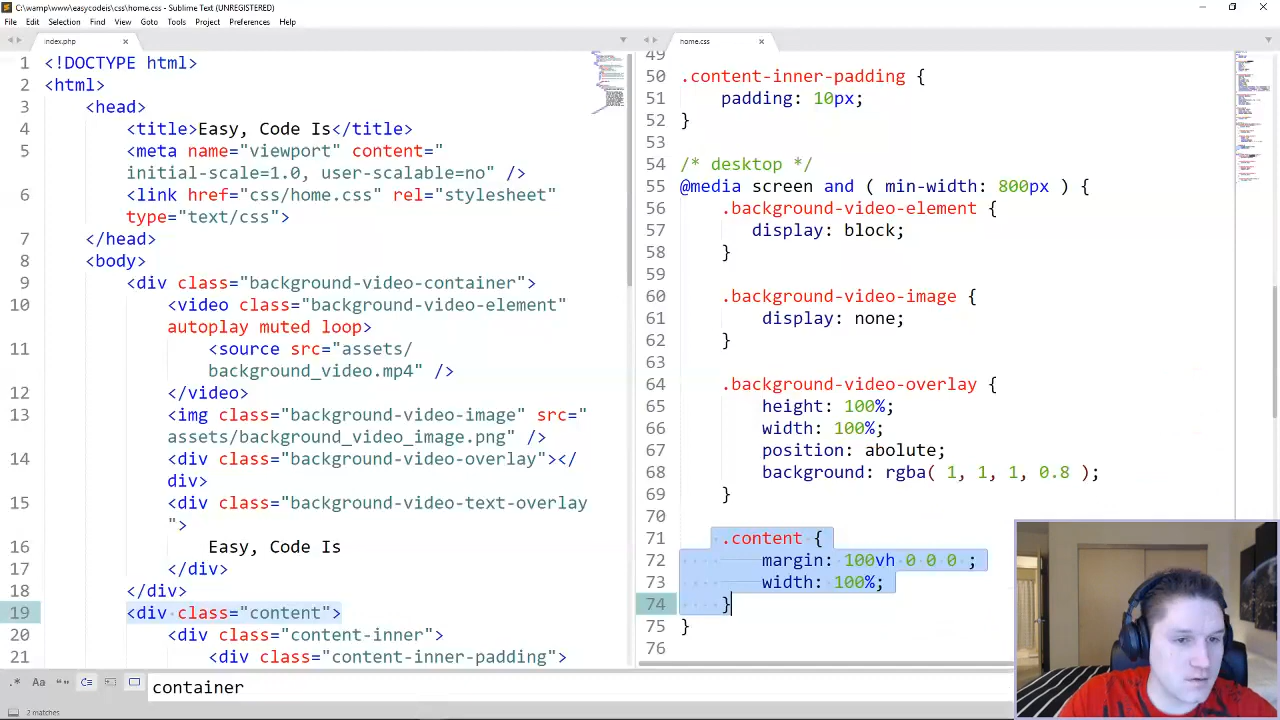 C:\wamp\www\easycodeis\css\home.css - Sublime Text (UNREGISTERED)
File Edit Selection Find View Goto Tools Project Preferences Help
index.php
home.css
1 <!DOCTYPE html>
2 <html>
3 <head>
4 <title>Easy, Code Is</title>
5 <meta name="viewport" content="
initial-scale=1.0, user-scalable=no" />
6 <link href="css/home.css" rel="stylesheet"
type="text/css">
7 </head>
8 <body>
9 <div class="background-video-container">
10 <video class="background-video-element"
autoplay muted loop>
11 <source src="assets/
background_video.mp4" />
12 </video>
13 <img class="background-video-image" src="
assets/background_video_image.png" />
14 <div class="background-video-overlay"></
div>
15 <div class="background-video-text-overlay
">
16 Easy, Code Is
17 </div>
18 </div>
19 <div class="content">
20 <div class="content-inner">
21 <div class="content-inner-padding">
49
50 .content-inner-padding {
51 padding: 10px;
52 }
53
54 /* desktop */
55 @media screen and ( min-width: 800px ) {
56 .background-video-element {
57 display: block;
58 }
59
60 .background-video-image {
61 display: none;
62 }
63
64 .background-video-overlay {
65 height: 100%;
66 width: 100%;
67 position: abolute;
68 background: rgba( 1, 1, 1, 0.8 );
69 }
70
71 .content {
72 margin: 100vh 0 0 0 ;
73 width: 100%;
74 }
75 }
76
.* Aa “” container
2 matches